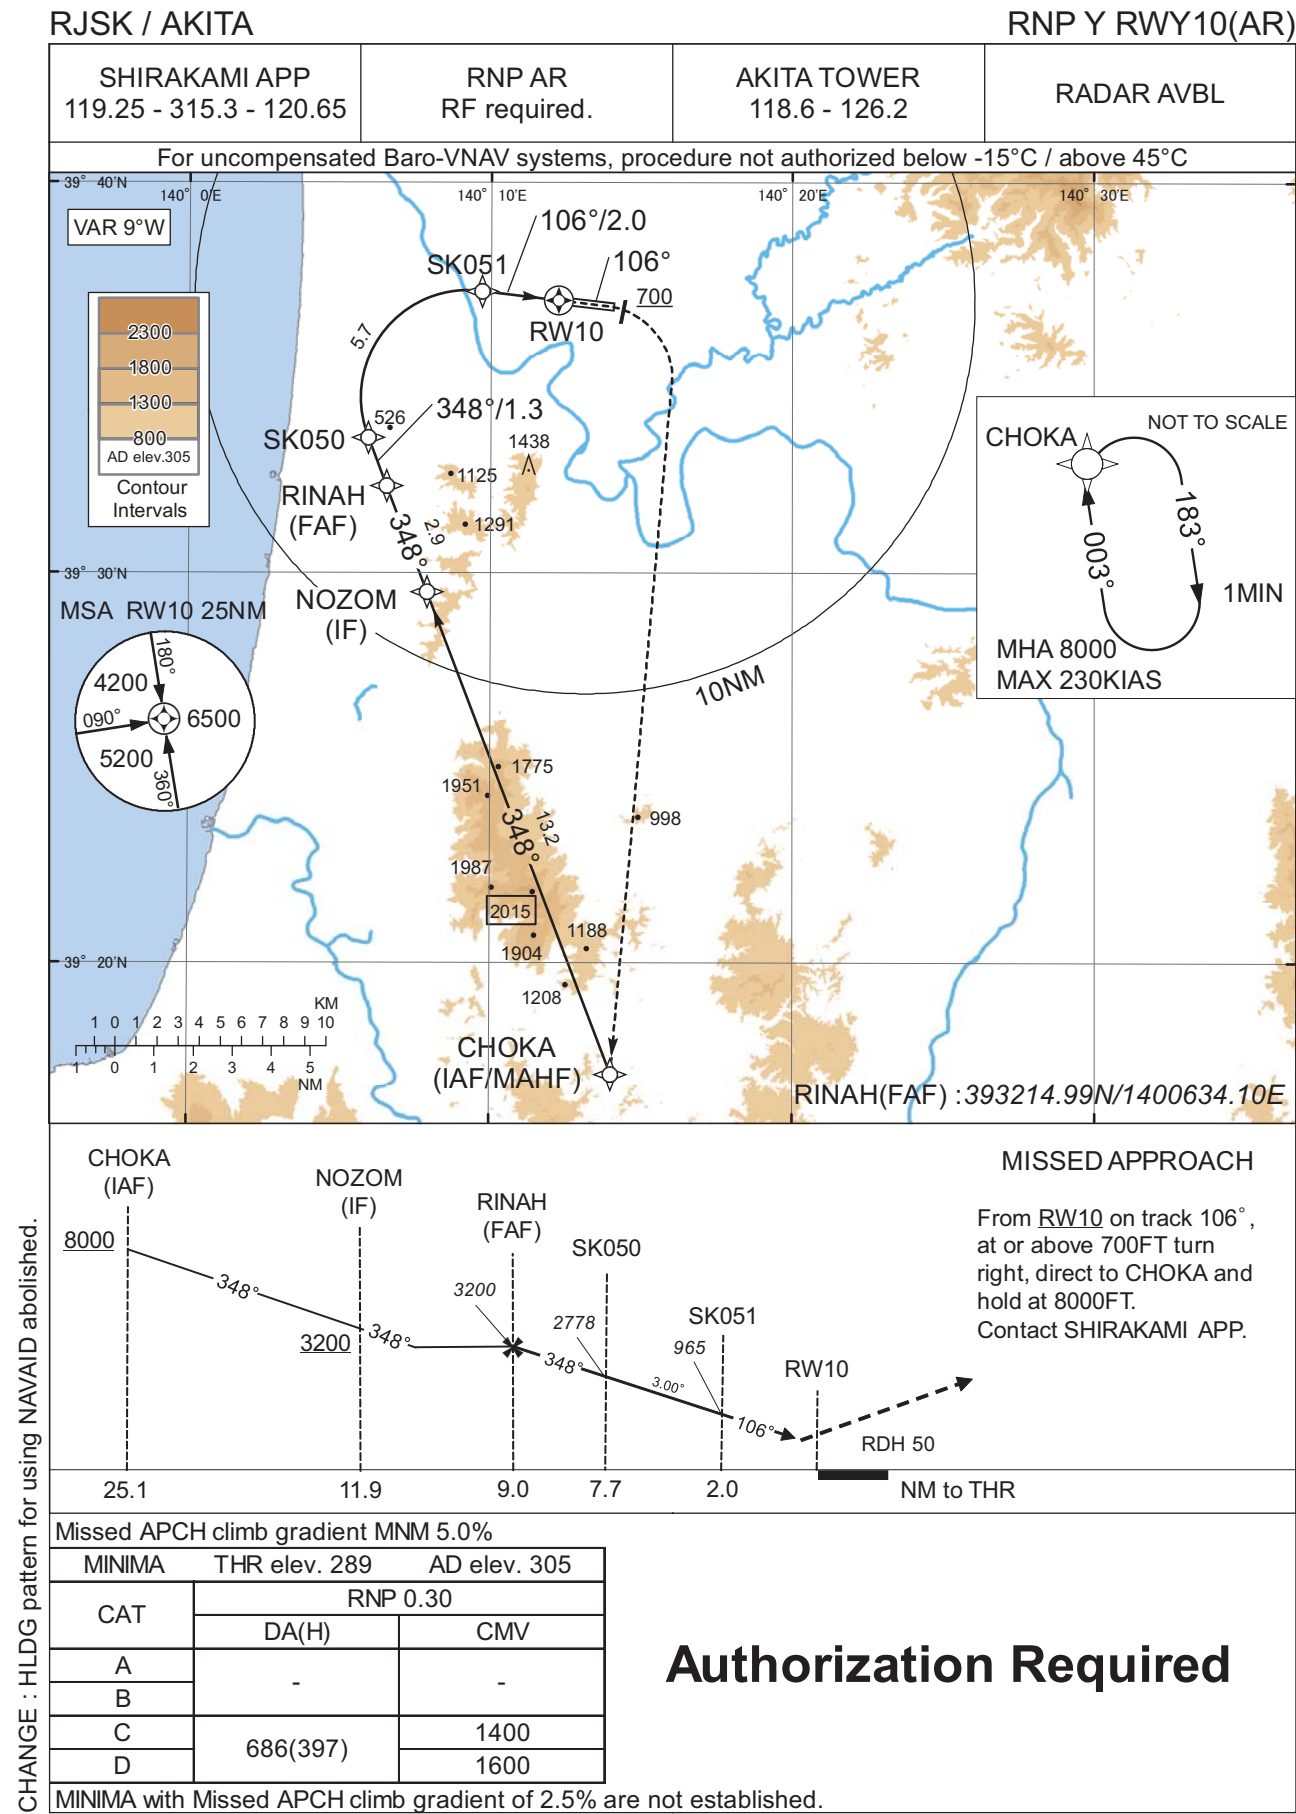 RJSK / AKITA
RNP Y RWY10(AR)
SHIRAKAMI APP
119.25 - 315.3 - 120.65
RNP AR
RF required.
AKITA TOWER
118.6 - 126.2
RADAR AVBL
For uncompensated Baro-VNAV systems, procedure not authorized below -15°C / above 45°C
39° 40'N
140° 0'E
140° 10'E
140° 20'E
140° 30'E
VAR 9°W
106°/2.0
SK051
106°
700
RW10
5.7
2300
1800
1300
800
AD elev.305
Contour
Intervals
348°/1.3
526
SK050
1438
1125
RINAH
(FAF)
1291
348°
2.9
39° 30'N
NOZOM
(IF)
CHOKA
NOT TO SCALE
183°
003°
1MIN
MHA 8000
MAX 230KIAS
MSA RW10 25NM
180°
4200
090°
6500
5200
360°
10NM
1775
1951
13.2
348°
998
1987
2015
1188
1904
39° 20'N
1208
KM
1 0 1 2 3 4 5 6 7 8 9 10
1 0 1 2 3 4 5
NM
CHOKA
(IAF/MAHF)
RINAH(FAF) :393214.99N/1400634.10E
CHOKA
(IAF)
NOZOM
(IF)
RINAH
(FAF)
SK050
SK051
RW10
8000
348°
3200
348°
3200
2778
348°
965
3.00°
106°
RDH 50
25.1
11.9
9.0
7.7
2.0
NM to THR
MISSED APPROACH
From RW10 on track 106°,
at or above 700FT turn
right, direct to CHOKA and
hold at 8000FT.
Contact SHIRAKAMI APP.
Missed APCH climb gradient MNM 5.0%
MINIMA THR elev. 289 AD elev. 305
CAT
RNP 0.30
DA(H)
CMV
A
B
-
-
C
D
686(397)
1400
1600
MINIMA with Missed APCH climb gradient of 2.5% are not established.
Authorization Required
CHANGE : HLDG pattern for using NAVAID abolished.